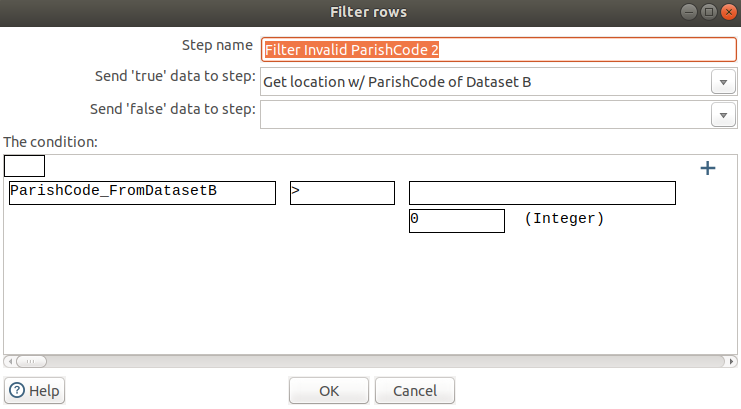 Filter rows
Step name Filter Invalid ParishCode 2
Send 'true' data to step: Get location w/ ParishCode of Dataset B
Send 'false' data to step:
The condition:
ParishCode_FromDatasetB > 
0 (Integer)
Help OK Cancel